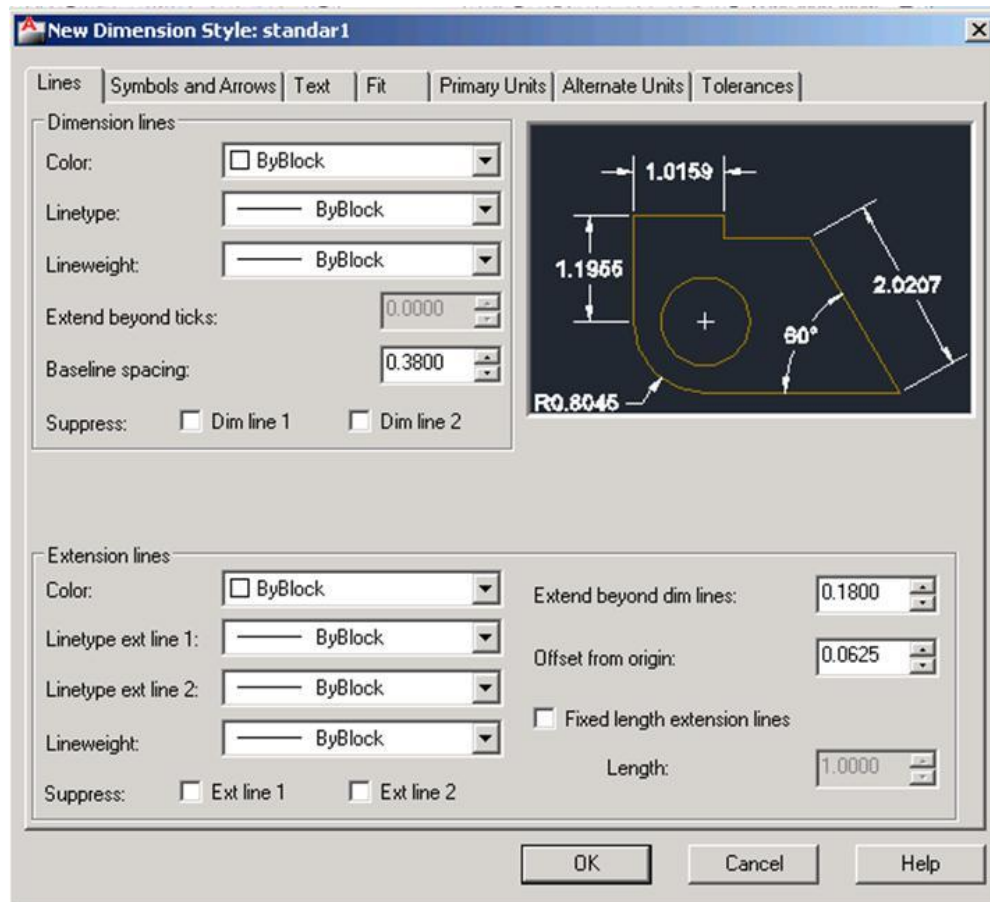 New Dimension Style: standar1
Lines
Symbols and Arrows
Text
Fit
Primary Units
Alternate Units
Tolerances
Dimension lines
Color:
ByBlock
Linetype:
ByBlock
Lineweight:
ByBlock
Extend beyond ticks:
0.0000
Baseline spacing:
0.3800
Suppress:
Dim line 1
Dim line 2
1.0159
1.1955
2.0207
60°
R0.8045
Extension lines
Color:
ByBlock
Linetype ext line 1:
ByBlock
Linetype ext line 2:
ByBlock
Lineweight:
ByBlock
Suppress:
Ext line 1
Ext line 2
Extend beyond dim lines:
0.1800
Offset from origin:
0.0625
Fixed length extension lines
Length:
1.0000
OK
Cancel
Help